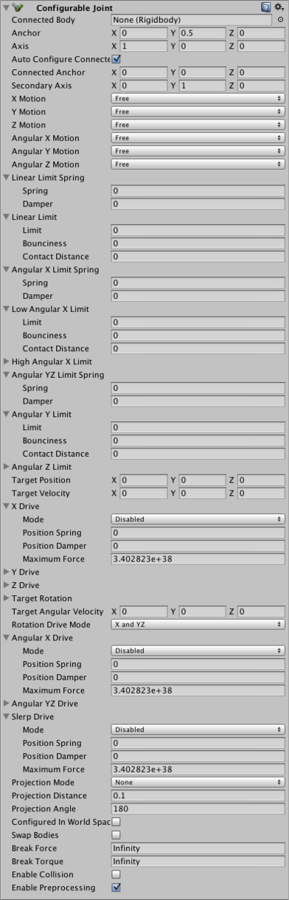 Configurable Joint
Connected Body None (Rigidbody)
Anchor X 0 Y 0.5 Z 0
Axis X 1 Y 0 Z 0
Auto Configure Connecte
Connected Anchor X 0 Y 0 Z 0
Secondary Axis X 0 Y 1 Z 0
X Motion Free
Y Motion Free
Z Motion Free
Angular X Motion Free
Angular Y Motion Free
Angular Z Motion Free
Linear Limit Spring
Spring 0
Damper 0
Linear Limit
Limit 0
Bounciness 0
Contact Distance 0
Angular X Limit Spring
Spring 0
Damper 0
Low Angular X Limit
Limit 0
Bounciness 0
Contact Distance 0
High Angular X Limit
Angular YZ Limit Spring
Spring 0
Damper 0
Angular Y Limit
Limit 0
Bounciness 0
Contact Distance 0
Angular Z Limit
Target Position X 0 Y 0 Z 0
Target Velocity X 0 Y 0 Z 0
X Drive
Mode Disabled
Position Spring 0
Position Damper 0
Maximum Force 3.402823e+38
Y Drive
Z Drive
Target Rotation
Target Angular Velocity X 0 Y 0 Z 0
Rotation Drive Mode X and YZ
Angular X Drive
Mode Disabled
Position Spring 0
Position Damper 0
Maximum Force 3.402823e+38
Angular YZ Drive
Slerp Drive
Mode Disabled
Position Spring 0
Position Damper 0
Maximum Force 3.402823e+38
Projection Mode None
Projection Distance 0.1
Projection Angle 180
Configured In World Spac
Swap Bodies
Break Force Infinity
Break Torque Infinity
Enable Collision
Enable Preprocessing